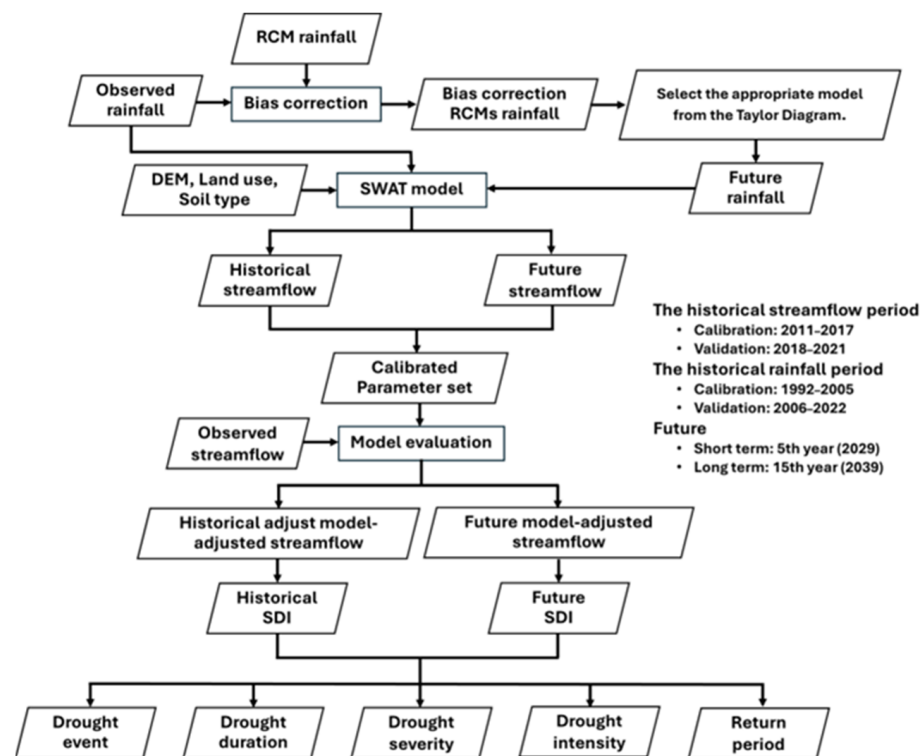 RCM rainfall
Observed
rainfall
Bias correction
Bias correction
RCMs rainfall
Select the appropriate model
from the Taylor Diagram.
DEM, Land use,
Soil type
SWAT model
Future
rainfall
Historical
streamflow
Future
streamflow
The historical streamflow period
• Calibration: 2011–2017
• Validation: 2018–2021
The historical rainfall period
• Calibration: 1992–2005
• Validation: 2006–2022
Future
• Short term: 5th year (2029)
• Long term: 15th year (2039)
Calibrated
Parameter set
Observed
streamflow
Model evaluation
Historical adjust model-
adjusted streamflow
Future model-adjusted
streamflow
Historical
SDI
Future
SDI
Drought
event
Drought
duration
Drought
severity
Drought
intensity
Return
period